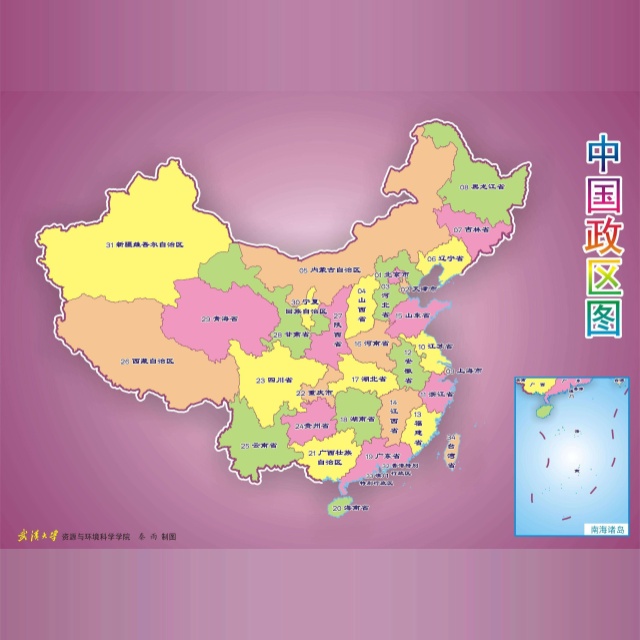 中国政区图
08 黑龙江省
07 吉林省
06 辽宁省
31 新疆维吾尔自治区
05 内蒙古自治区
01 北京市
02 天津市
03 河北省
04 山西省
30 宁夏
回族自治区
29 青海省
28 甘肃省
27 陕西省
15 山东省
16 河南省
26 西藏自治区
10 江苏省
12 安徽省
上海市
23 四川省
22 重庆市
17 湖北省
11 浙江省
14 江西省
13 福建省
18 湖南省
24 贵州省
25 云南省
21 广西壮族
自治区
19 广东省
34 台湾省
香港特别
行政区
特别行政区
20 海南省
南海诸岛
武汉大学 资源与环境科学学院 制图